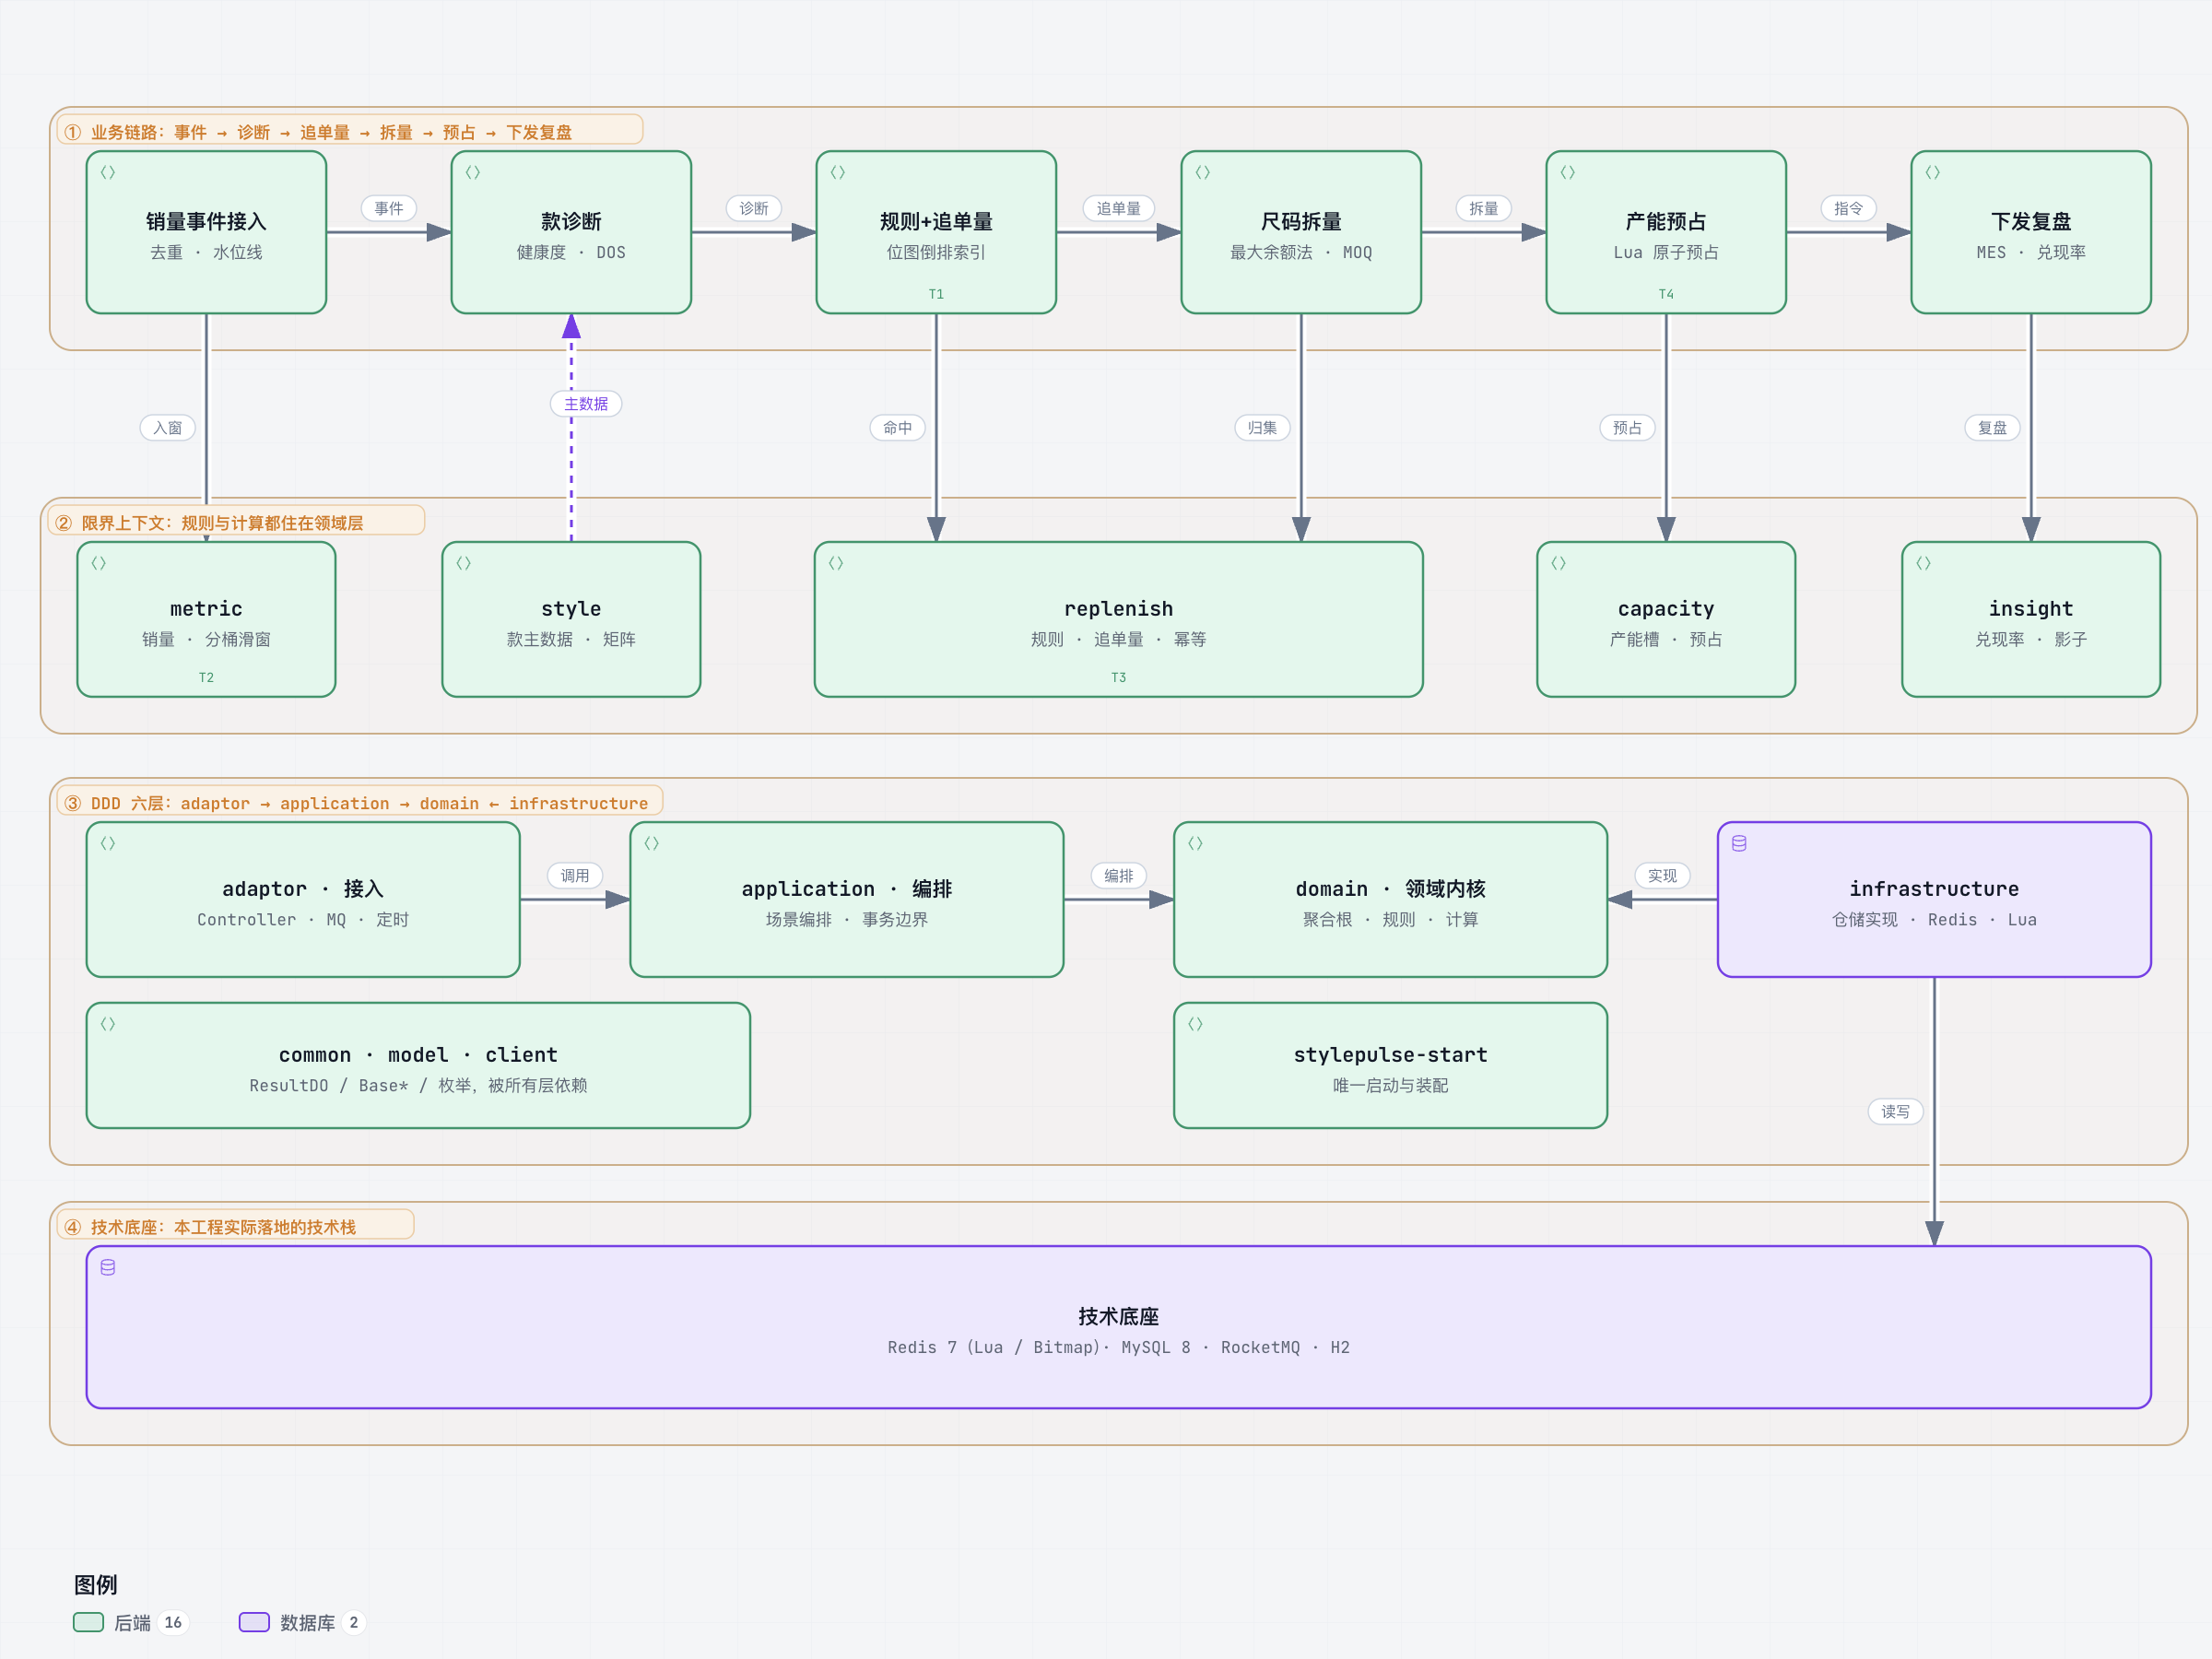 ① 业务链路: 事件 → 诊断 → 追单量 → 拆量 → 预占 → 下发复盘
销量事件接入
去重 · 水位线
事件
款诊断
健康度 · DOS
诊断
规则+追单量
位图倒排索引
T1
追单量
尺码拆量
最大余额法 · MOQ
拆量
产能预占
Lua 原子预占
T4
指令
下发复盘
MES · 兑现率
入窗
主数据
命中
归集
预占
复盘
② 限界上下文: 规则与计算都住在领域层
metric
销量 · 分桶滑窗
T2
style
款主数据 · 矩阵
replenish
规则 · 追单量 · 幂等
T3
capacity
产能槽 · 预占
insight
兑现率 · 影子
③ DDD 六层: adaptor → application → domain ← infrastructure
adaptor · 接入
Controller · MQ · 定时
调用
application · 编排
场景编排 · 事务边界
编排
domain · 领域内核
聚合根 · 规则 · 计算
实现
infrastructure
仓储实现 · Redis · Lua
common · model · client
ResultDO / Base* / 枚举, 被所有层依赖
stylepulse-start
唯一启动与装配
读写
④ 技术底座: 本工程实际落地的技术栈
技术底座
Redis 7 (Lua / Bitmap) · MySQL 8 · RocketMQ · H2
图例
后端 16
数据库 2